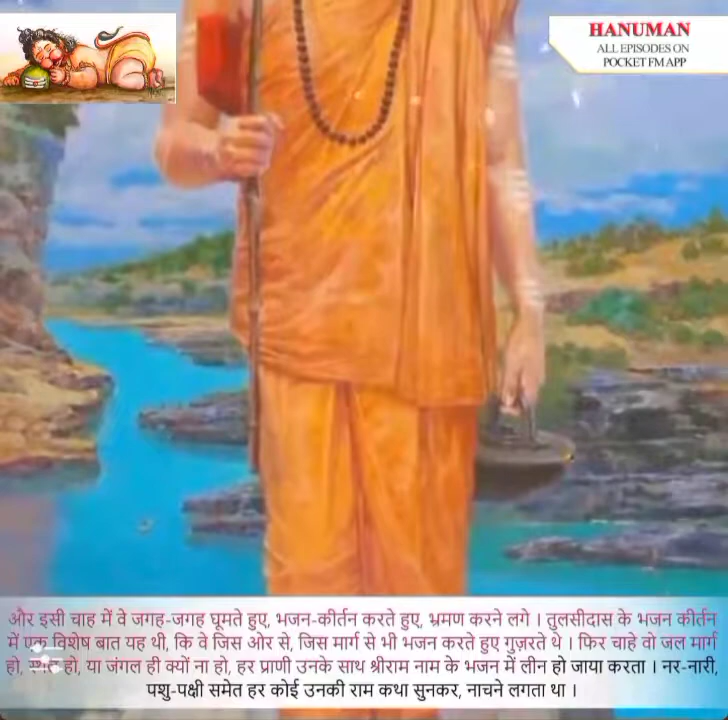 HANUMAN
ALL EPISODES ON
POCKET FM APP
और इसी चाह में वे जगह-जगह घूमते हुए, भजन-कीर्तन करते हुए, भ्रमण करने लगे । तुलसीदास के भजन कीर्तन
में एक विशेष बात यह थी, कि वे जिस ओर से, जिस मार्ग से भी भजन करते हुए गुज़रते थे । फिर चाहे वो जल मार्ग
हो, हो, या जंगल ही क्यों ना हो, हर प्राणी उनके साथ श्रीराम नाम के भजन में लीन हो जाया करता । नर-नारी,
पशु-पक्षी समेत हर कोई उनकी राम कथा सुनकर, नाचने लगता था ।